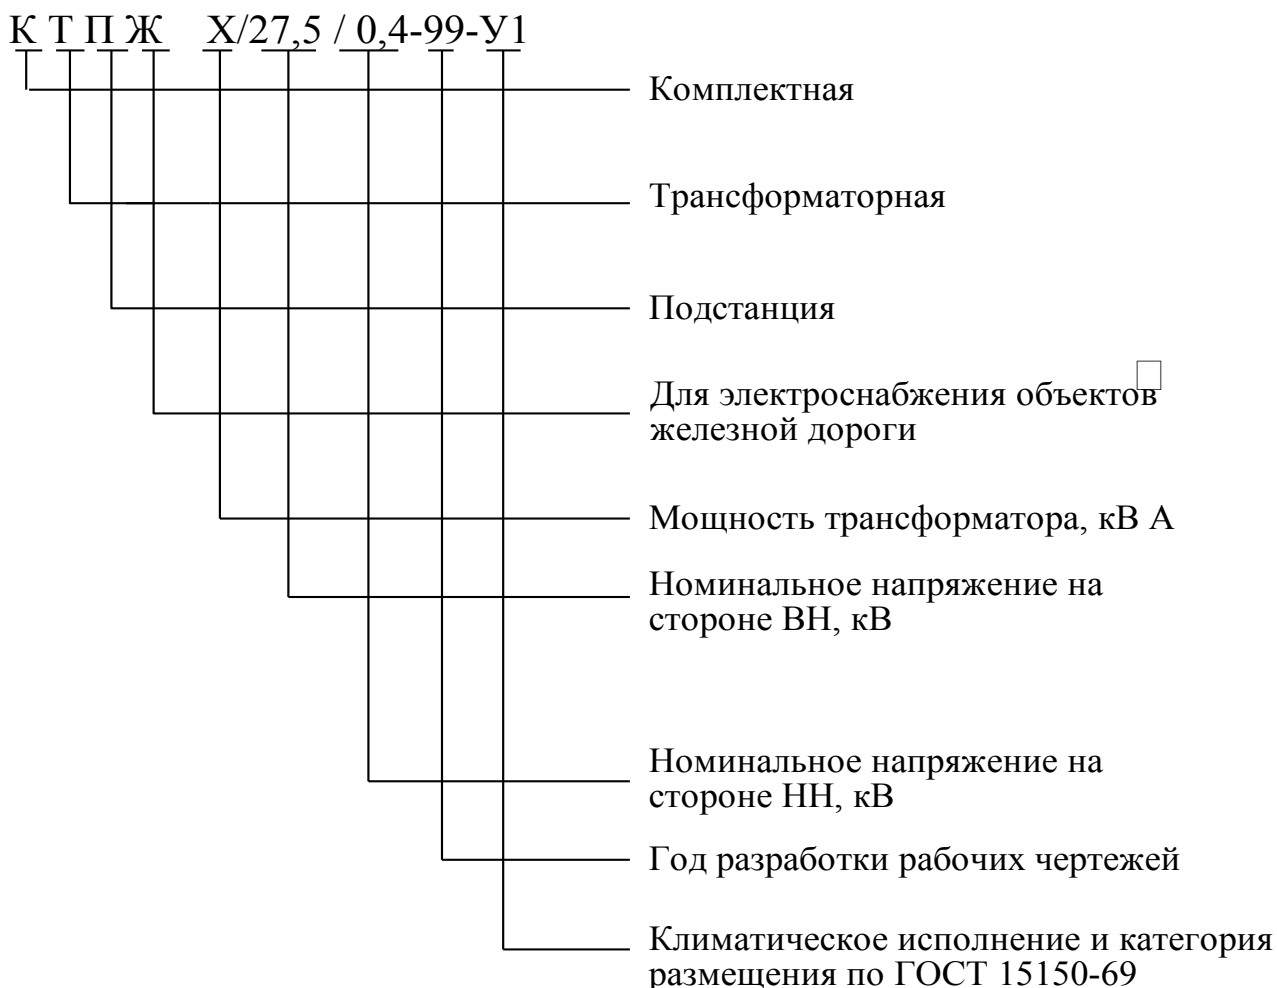 К Т П Ж Х/27,5 / 0,4-99-У1
Комплектная
Трансформаторная
Подстанция
Для электроснабжения объектов
железной дороги
Мощность трансформатора, кВ А
Номинальное напряжение на
стороне ВН, кВ
Номинальное напряжение на
стороне НН, кВ
Год разработки рабочих чертежей
Климатическое исполнение и категория
размещения по ГОСТ 15150-69